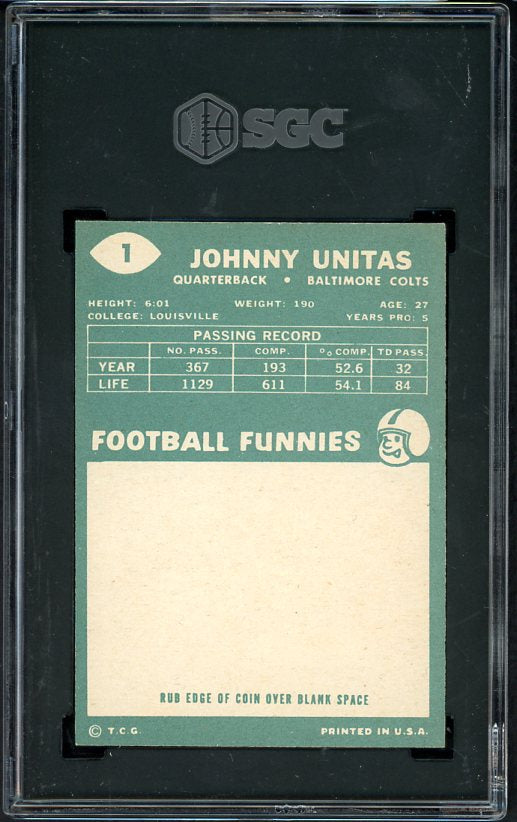 SGC
1
JOHNNY UNITAS
QUARTERBACK • BALTIMORE COLTS
HEIGHT: 6:01 WEIGHT: 190 AGE: 27
COLLEGE: LOUISVILLE YEARS PRO: 5
PASSING RECORD
NO. PASS. COMP. % COMP. TD PASS.
YEAR 367 193 52.6 32
LIFE 1129 611 54.1 84
FOOTBALL FUNNIES
RUB EDGE OF COIN OVER BLANK SPACE
© T.C.G. PRINTED IN U.S.A.